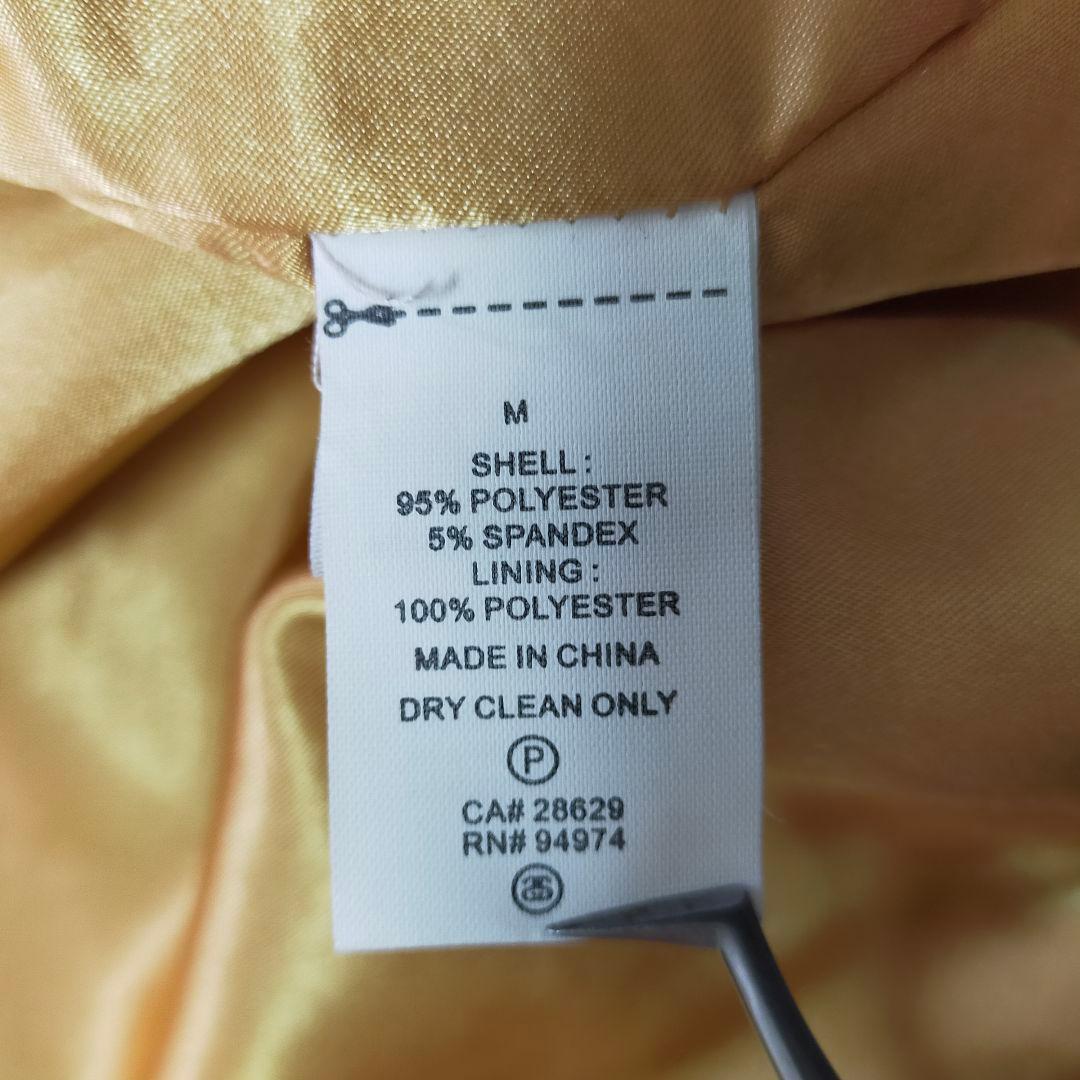 M
SHELL :
95% POLYESTER
5% SPANDEX
LINING :
100% POLYESTER
MADE IN CHINA
DRY CLEAN ONLY
P
CA# 28629
RN# 94974